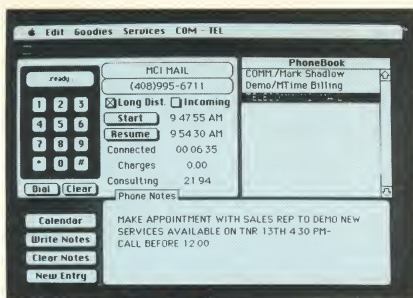 Edit Goodies Services COM - TEL
ready
1 2 3
4 5 6
7 8 9
* 0 #
Dial Clear
MCI MAIL
(408)995-6711
Long Dist. Incoming
Start 9 47 55 AM
Resume 9 54 30 AM
Connected 00 06 35
Charges 0.00
Consulting 21 94
PhoneBook
COMM./Mark Shadlow
Demo/MTime Billing
Calendar
Write Notes
Clear Notes
New Entry
Phone Notes
MAKE APPOINTMENT WITH SALES REP TO DEMO NEW
SERVICES AVAILABLE ON TNR 13TH 4 30 PM-
CALL BEFORE 12 00